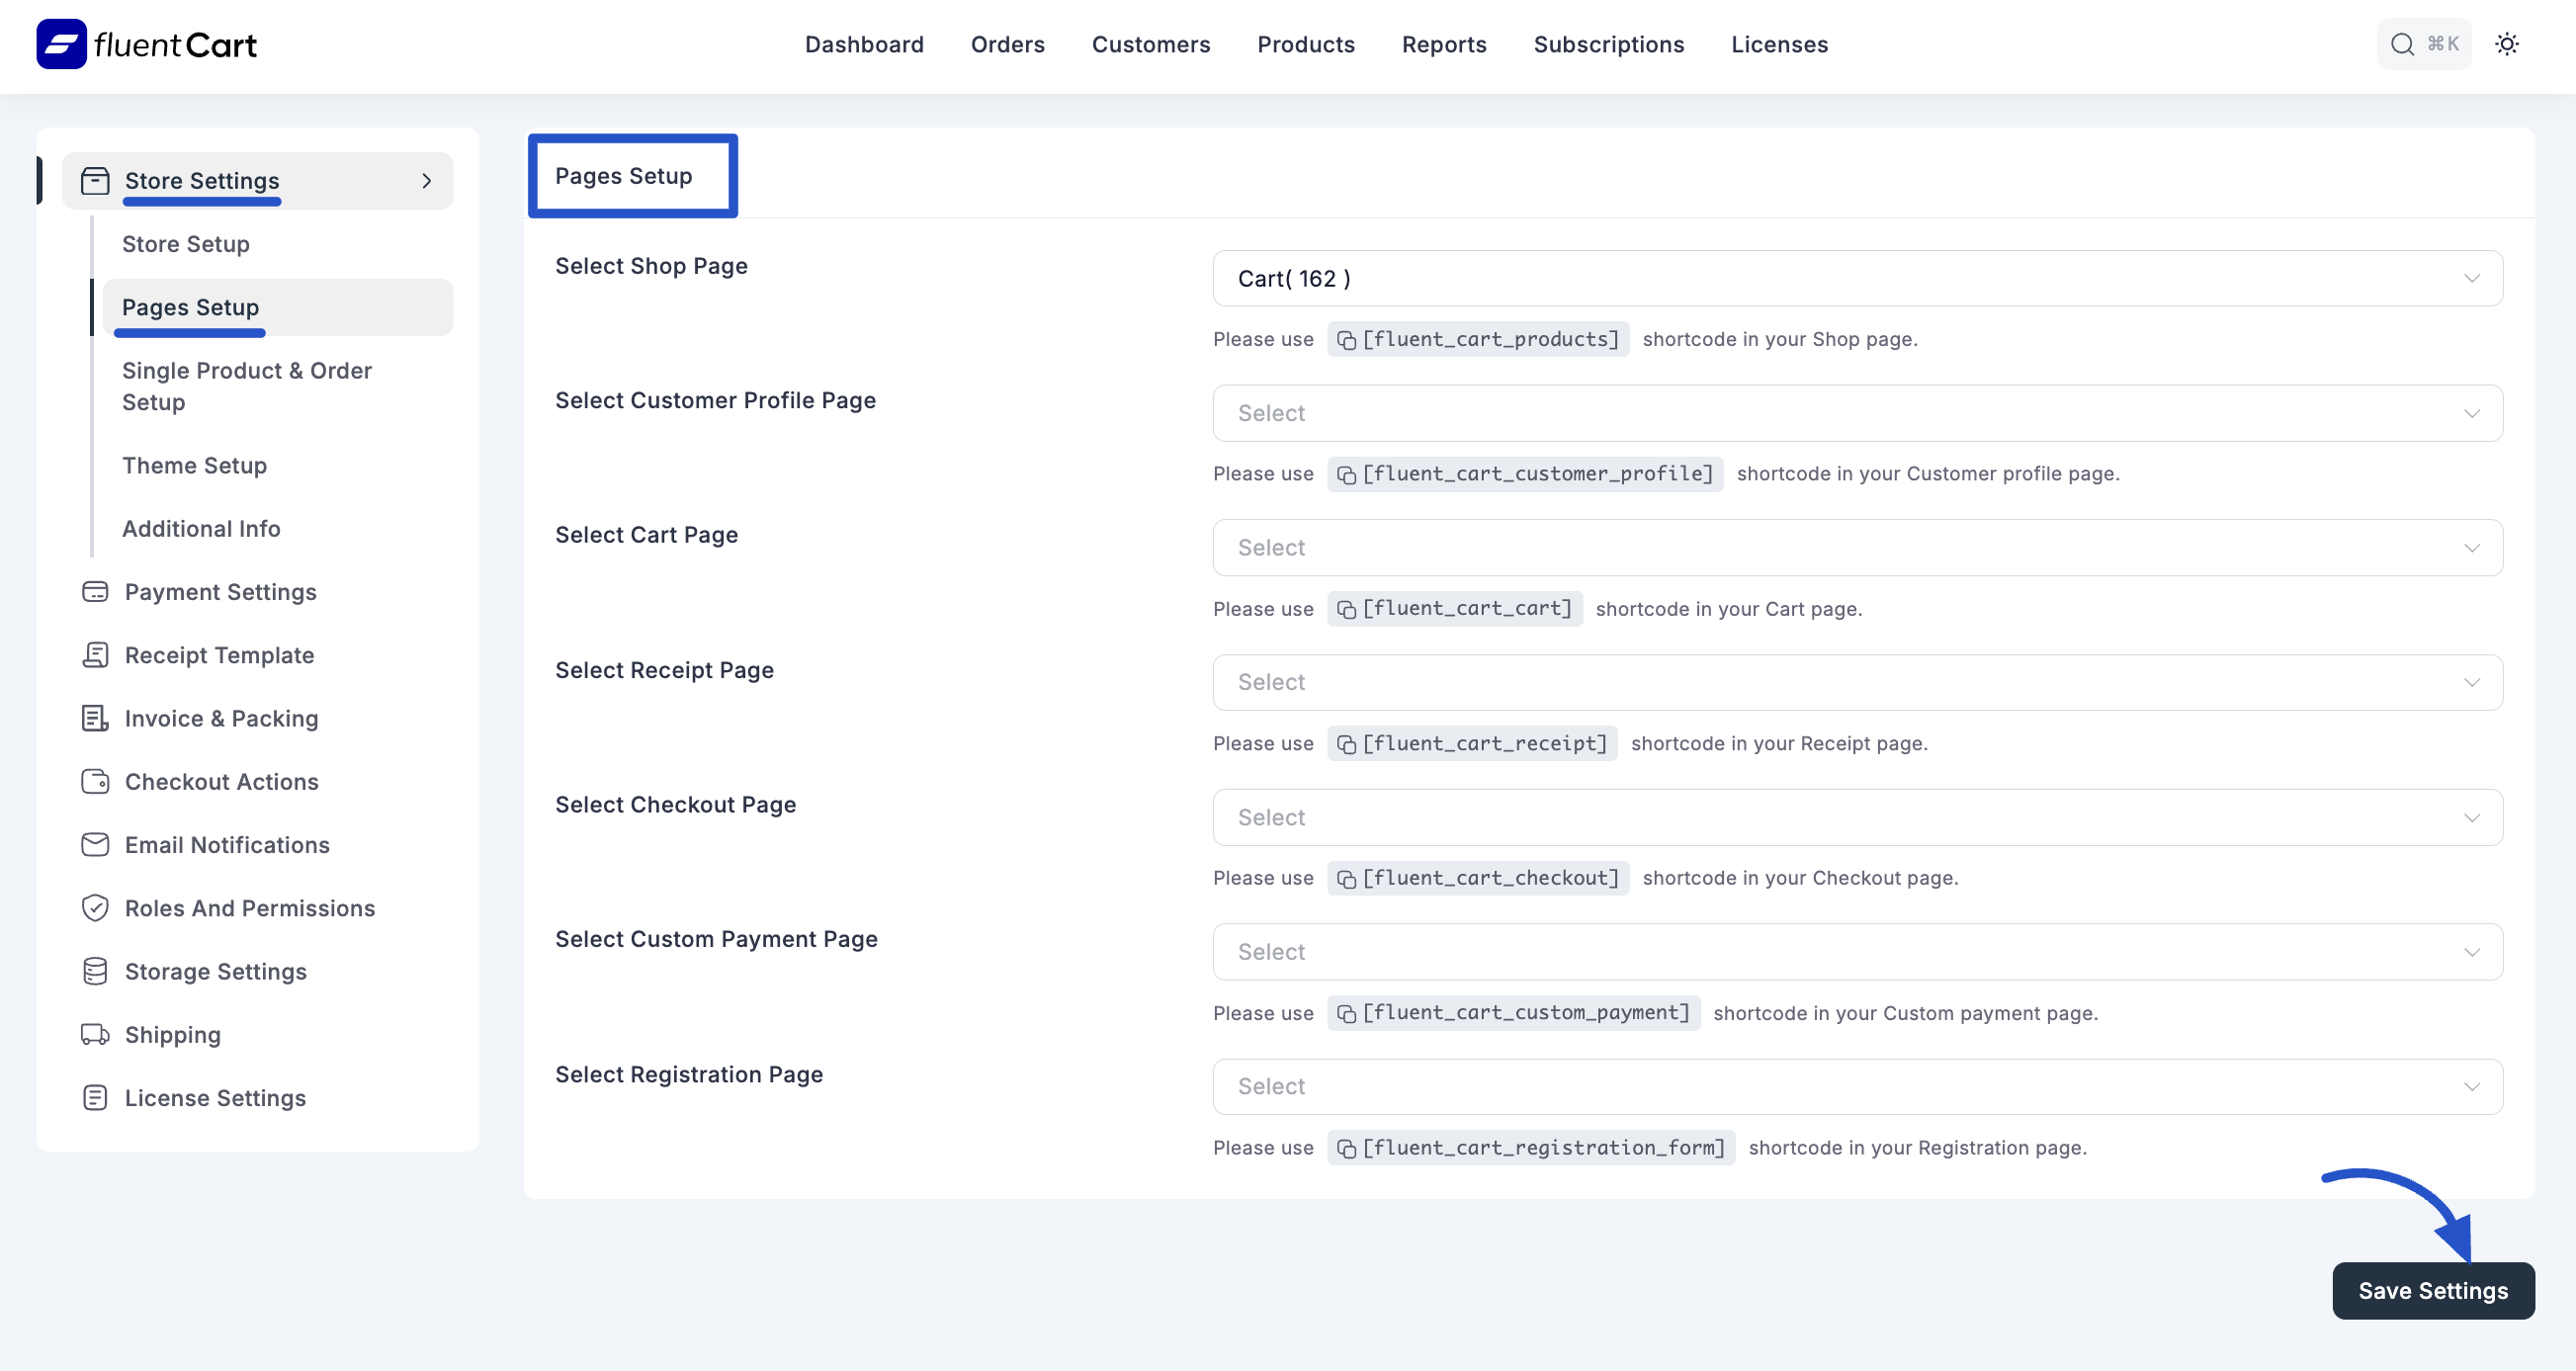 fluentCart
Dashboard
Orders
Customers
Products
Reports
Subscriptions
Licenses
⌘K
Store Settings
Store Setup
Pages Setup
Single Product & Order
Setup
Theme Setup
Additional Info
Payment Settings
Receipt Template
Invoice & Packing
Checkout Actions
Email Notifications
Roles And Permissions
Storage Settings
Shipping
License Settings
Pages Setup
Select Shop Page
Cart( 162 )
Please use [fluent_cart_products] shortcode in your Shop page.
Select Customer Profile Page
Select
Please use [fluent_cart_customer_profile] shortcode in your Customer profile page.
Select Cart Page
Select
Please use [fluent_cart_cart] shortcode in your Cart page.
Select Receipt Page
Select
Please use [fluent_cart_receipt] shortcode in your Receipt page.
Select Checkout Page
Select
Please use [fluent_cart_checkout] shortcode in your Checkout page.
Select Custom Payment Page
Select
Please use [fluent_cart_custom_payment] shortcode in your Custom payment page.
Select Registration Page
Select
Please use [fluent_cart_registration_form] shortcode in your Registration page.
Save Settings